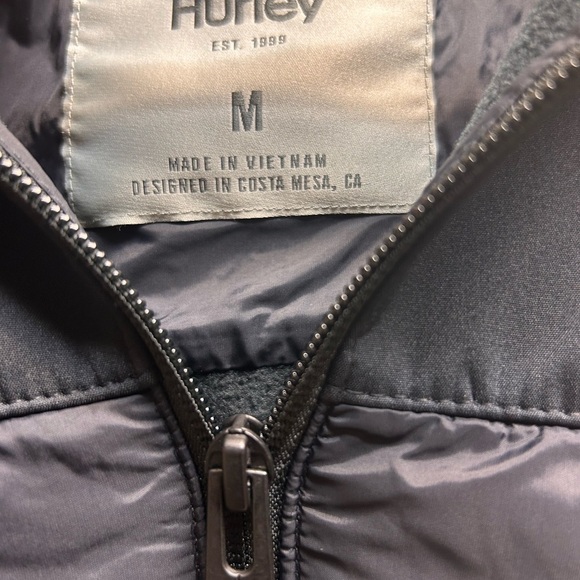 Hurley
EST. 1999
M
MADE IN VIETNAM
DESIGNED IN COSTA MESA, CA